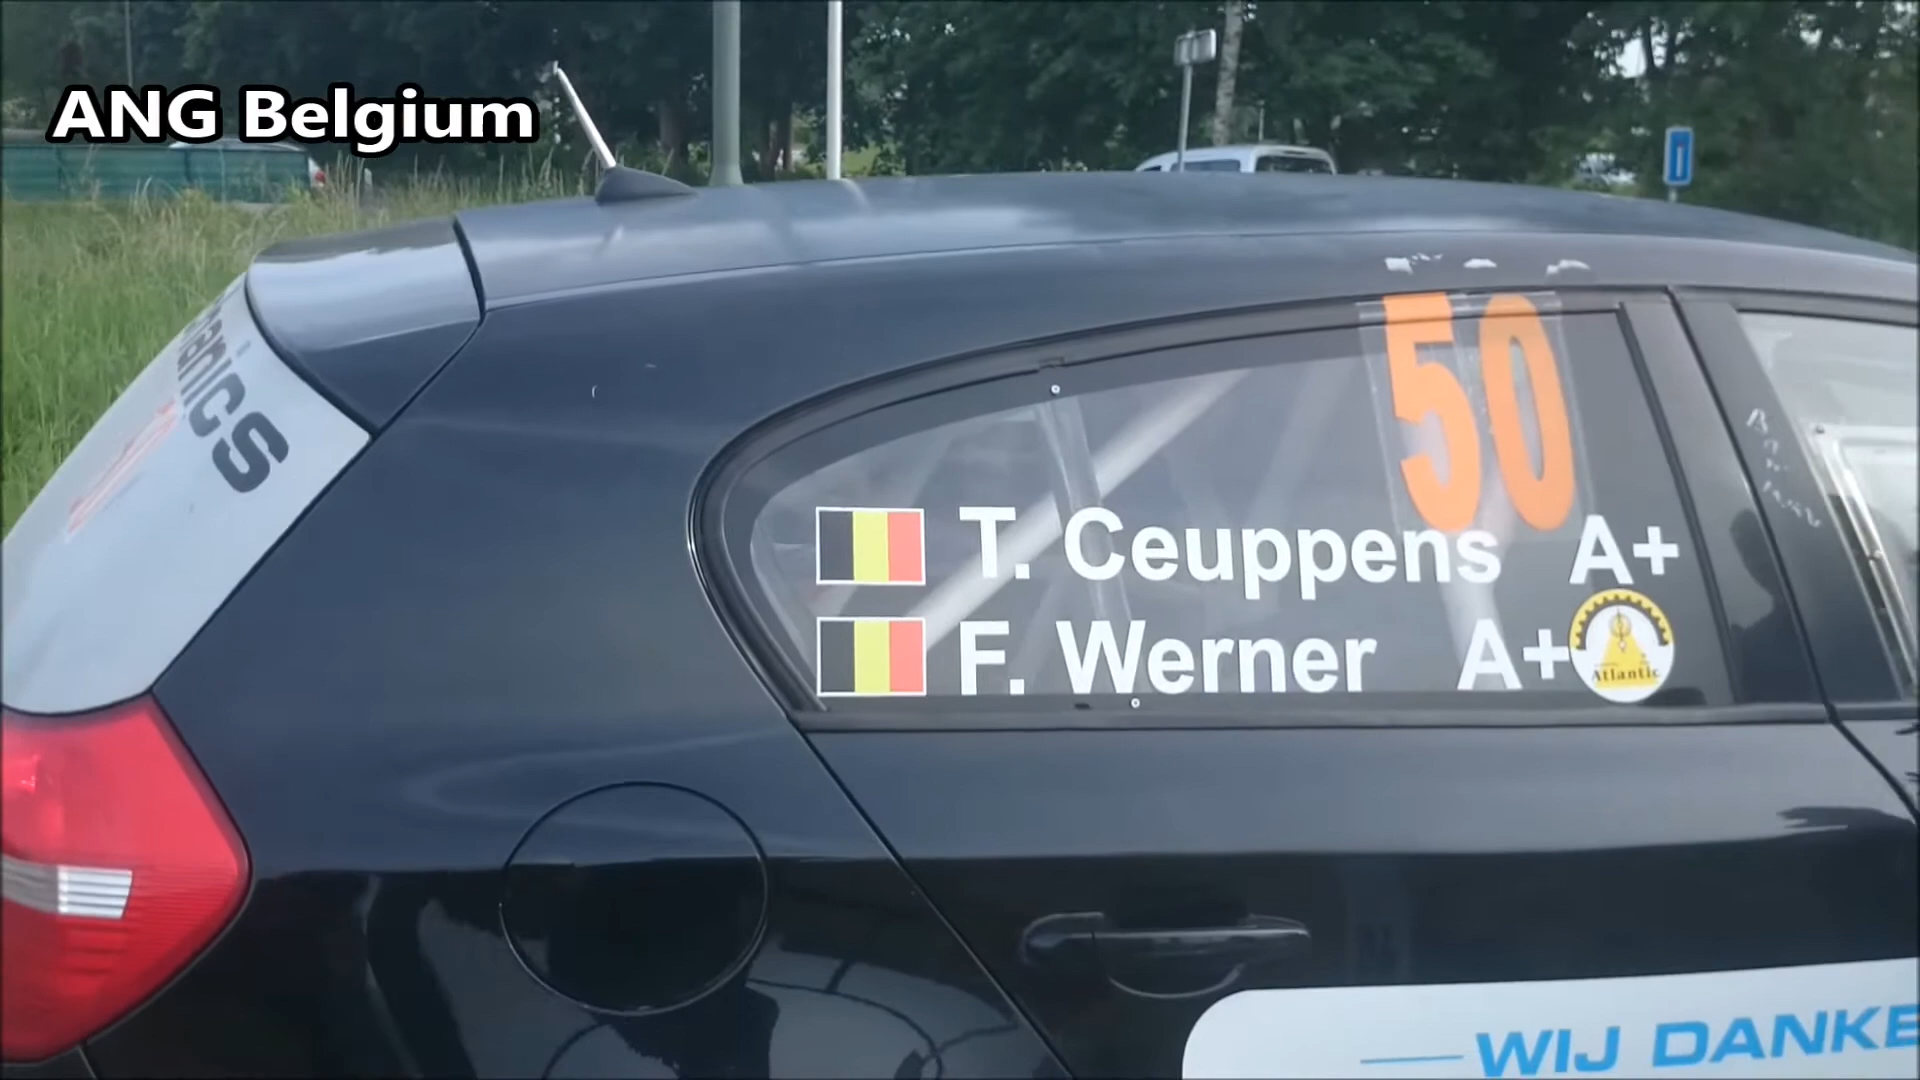 ANG Belgium
50
T. Ceuppens A+
F. Werner A+
Atlantic
WIJ DANKE